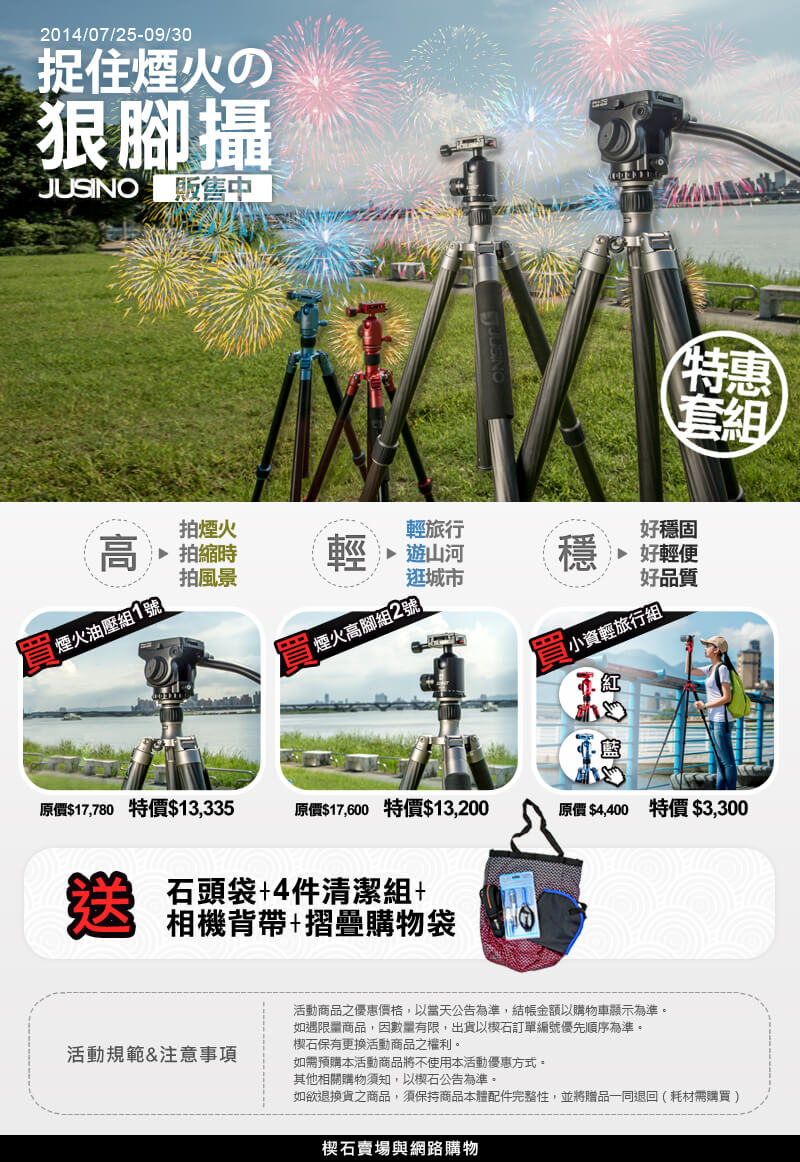 2014/07/25-09/30
捉住煙火の
狠腳攝
JUSINO 販售中
JUSINO
特惠
套組
高
拍煙火
拍縮時
拍風景
輕
輕旅行
遊山河
逛城市
穩
好穩固
好輕便
好品質
買 煙火油壓組1號
買 煙火高腳組2號
買 小資輕旅行組
紅
藍
原價$17,780 特價$13,335
原價$17,600 特價$13,200
原價 $4,400 特價 $3,300
送
石頭袋+4件清潔組+
相機背帶+摺疊購物袋
活動規範&注意事項
活動商品之優惠價格，以當天公告為準，結帳金額以購物車顯示為準。
如遇限量商品，因數量有限，出貨以楔石訂單編號優先順序為準。
楔石保有更換活動商品之權利。
如需預購本活動商品將不使用本活動優惠方式。
其他相關購物須知，以楔石公告為準。
如欲退換貨之商品，須保持商品本體配件完整性，並將贈品一同退回（耗材需購買）
楔石賣場與網路購物